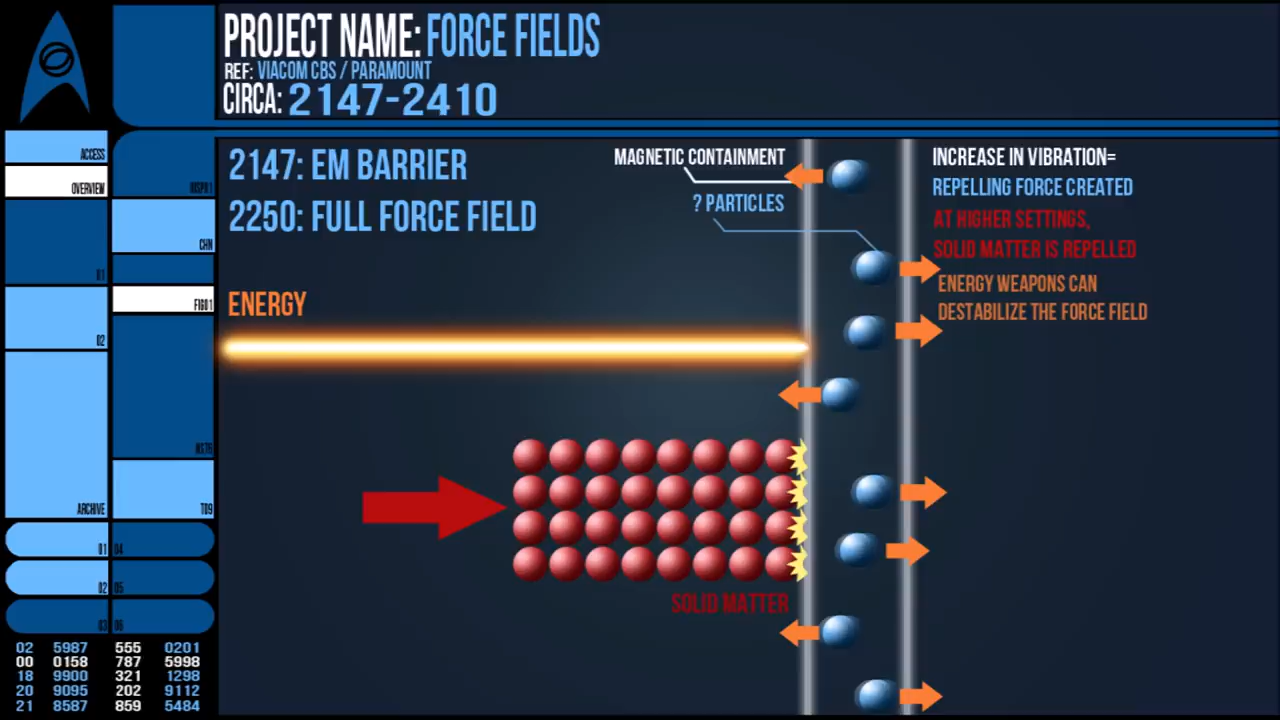 PROJECT NAME: FORCE FIELDS
REF: VIACOM CBS / PARAMOUNT
CIRCA: 2147-2410
ACCESS
OVERVIEW
01
02
ARCHIVE
01
02
03
CHN
FIG01
T09
04
05
06
02 5987 555 0201
00 0158 787 5998
18 9900 321 1298
20 9095 202 9112
21 8587 859 5484
2147: EM BARRIER
2250: FULL FORCE FIELD
ENERGY
MAGNETIC CONTAINMENT
? PARTICLES
SOLID MATTER
INCREASE IN VIBRATION=
REPELLING FORCE CREATED
AT HIGHER SETTINGS,
SOLID MATTER IS REPELLED
ENERGY WEAPONS CAN
DESTABILIZE THE FORCE FIELD